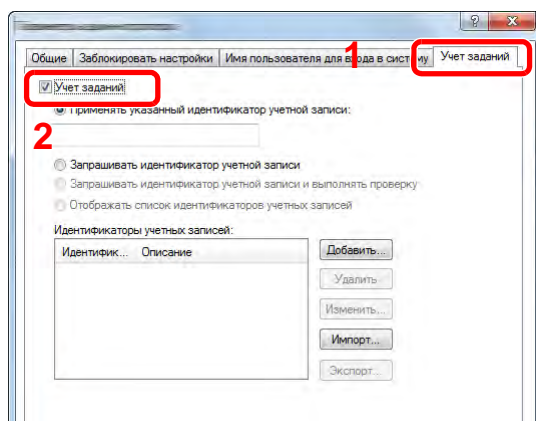 ? X
1
Общие Заблокировать настройки Имя пользователя для входа в систему Учет заданий
Учет заданий
Применять указанный идентификатор учетной записи:
2
Запрашивать идентификатор учетной записи
Запрашивать идентификатор учетной записи и выполнять проверку
Отображать список идентификаторов учетных записей
Идентификаторы учетных записей:
Идентифик... Описание
Добавить...
Удалить
Изменить...
Импорт...
Экспорт...